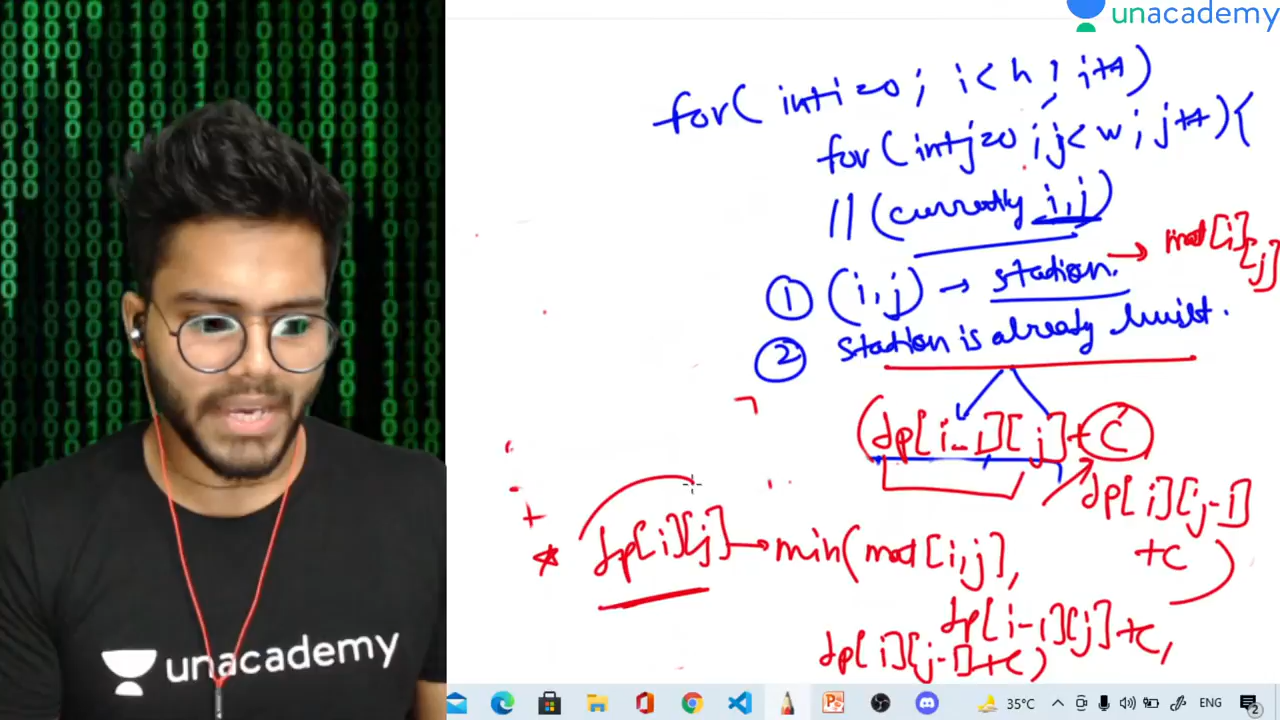 unacademy
for( int i=0 ; i< h ; i++)
for( int j=0 ; j< w ; j++){
// (currently i,j)
① (i,j) → station. → mat[i][j]
② station is already built.
(dp[i-1][j]+C)
dp[i][j-1]
+C
* dp[i][j] → min( mat[i,j],
dp[i-1][j]+C,
dp[i][j-1]+C)
unacademy
35°C ENG 2